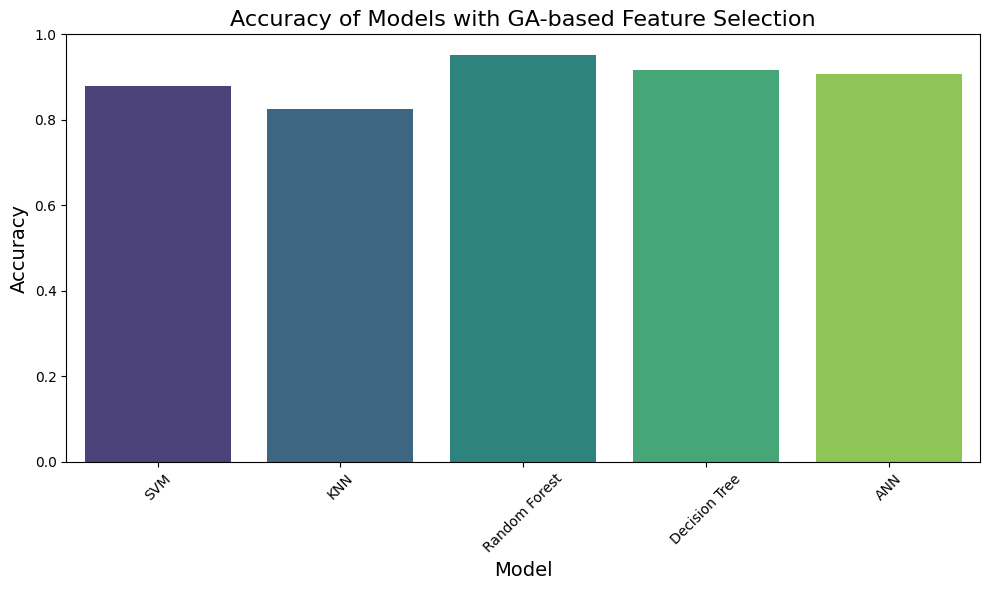 Accuracy of Models with GA-based Feature Selection
1.0
0.8
0.6
0.4
0.2
0.0
Accuracy
SVM
KNN
Random Forest
Decision Tree
ANN
Model